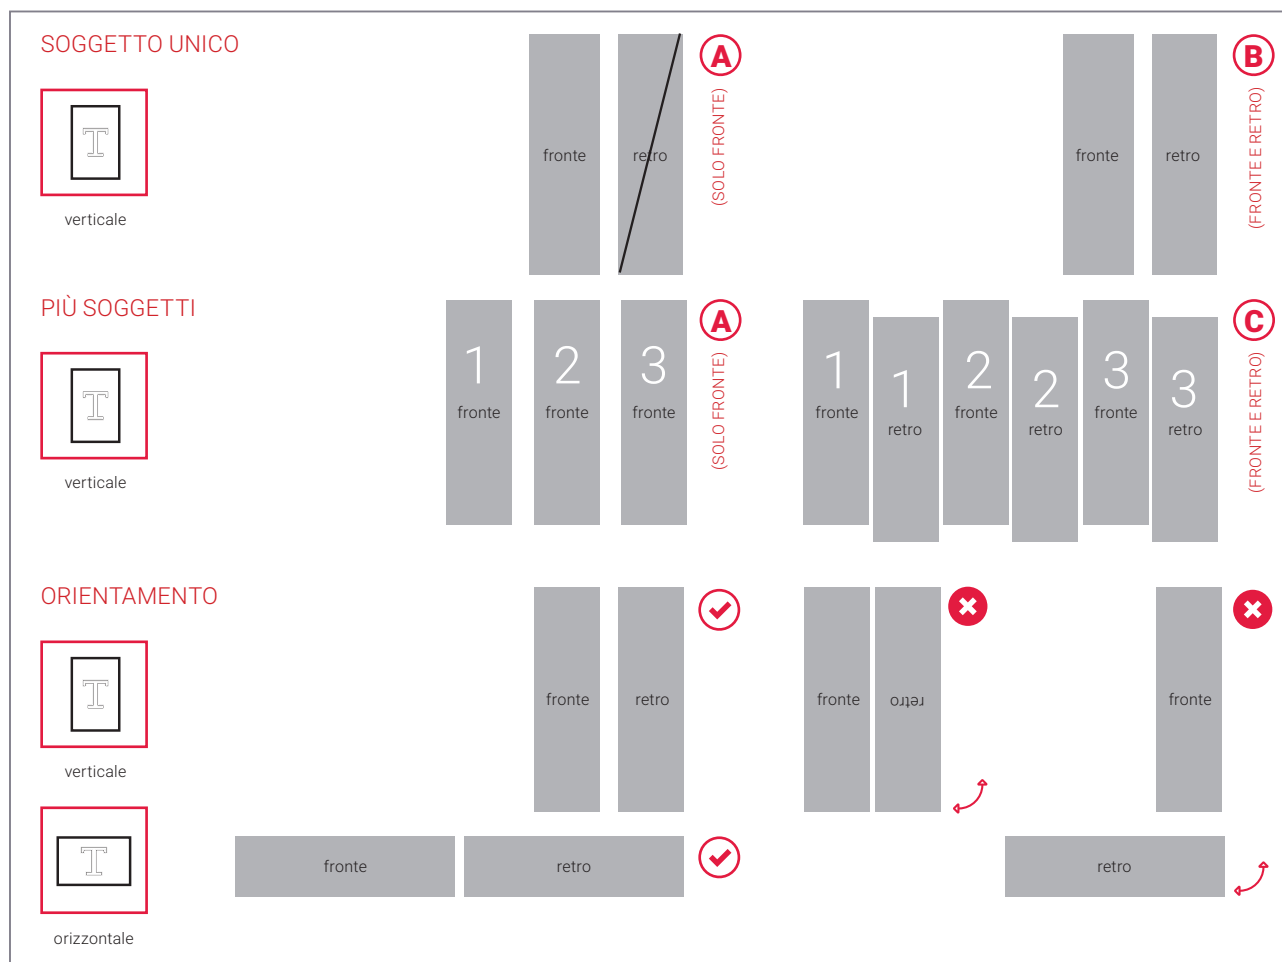 SOGGETTO UNICO
T
verticale
fronte
retro
A
(SOLO FRONTE)
fronte
retro
B
(FRONTE E RETRO)
PIÙ SOGGETTI
T
verticale
1
fronte
2
fronte
3
fronte
A
(SOLO FRONTE)
1
fronte
1
retro
2
fronte
2
retro
3
fronte
3
retro
C
(FRONTE E RETRO)
ORIENTAMENTO
T
verticale
fronte
retro
fronte
retro
fronte
T
orizzontale
fronte
retro
retro